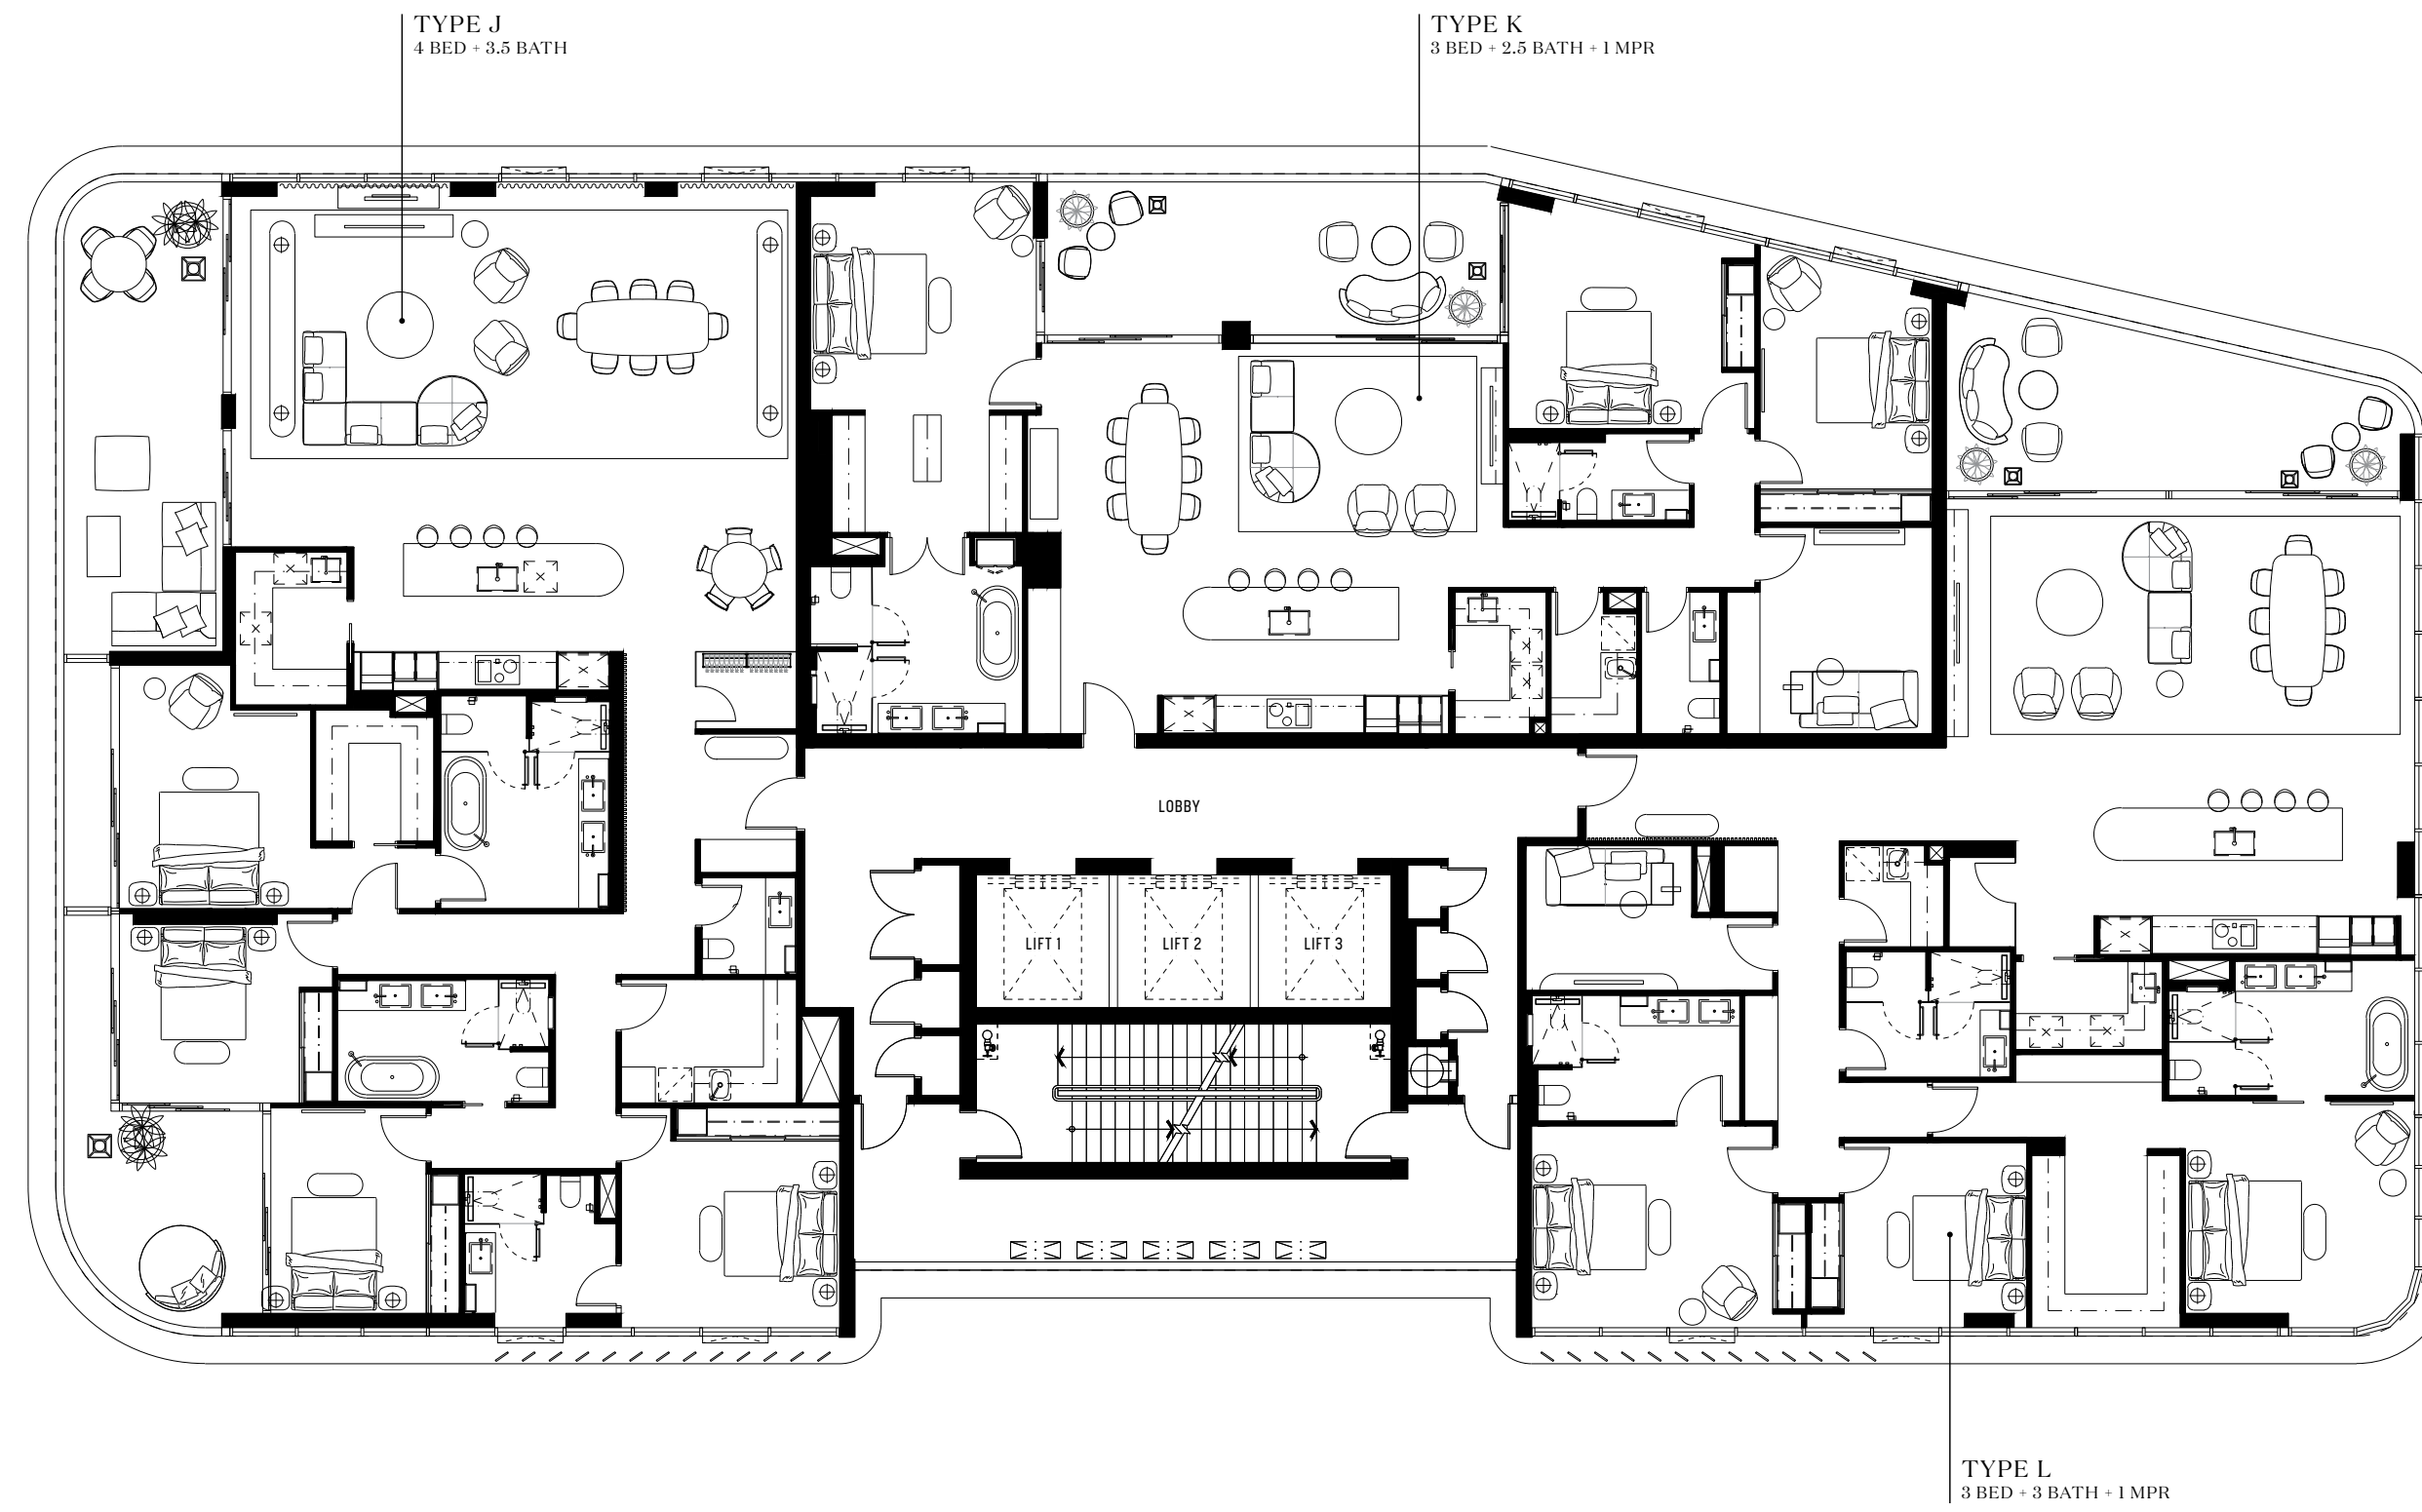 TYPE J
4 BED + 3.5 BATH
TYPE K
3 BED + 2.5 BATH + 1 MPR
LOBBY
LIFT 1
LIFT 2
LIFT 3
TYPE L
3 BED + 3 BATH + 1 MPR